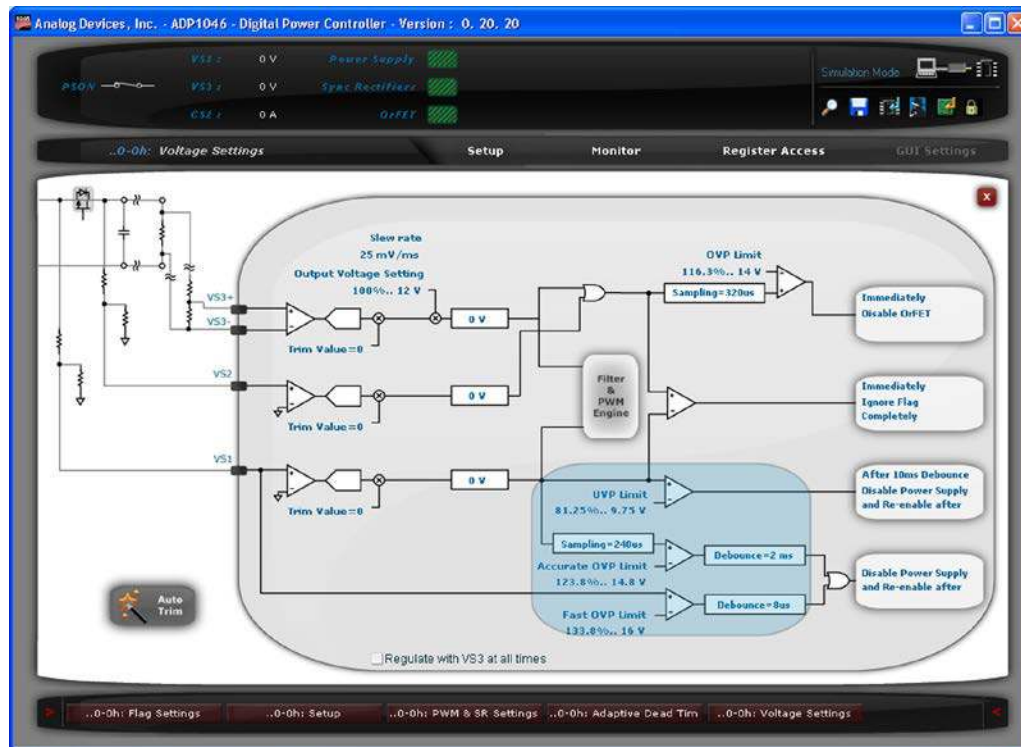 Analog Devices, Inc. - ADP1046 - Digital Power Controller - Version : 0. 20. 20
VS1 : 0 V Power Supply
PSON VS3 : 0 V Sync Rectifiers
CS2 : 0 A OrFET
Simulation Mode
..0-0h: Voltage Settings Setup Monitor Register Access GUI Settings
x
Slew rate
25 mV/ms
Output Voltage Setting
100%.. 12 V
OVP Limit
116.3%.. 14 V
Sampling=320us
VS3+
VS3-
0 V
Trim Value=0
Immediately
Disable OrFET
VS2
0 V
Trim Value=0
Filter
&
PWM
Engine
Immediately
Ignore Flag
Completely
VS1
0 V
Trim Value=0
UVP Limit
81.25%.. 9.75 V
After 10ms Debounce
Disable Power Supply
and Re-enable after
Sampling=240us
Debounce=2 ms
Accurate OVP Limit
123.8%.. 14.8 V
Disable Power Supply
and Re-enable after
Debounce=8us
Fast OVP Limit
133.8%.. 16 V
Auto
Trim
Regulate with VS3 at all times
> ..0-0h: Flag Settings ..0-0h: Setup ..0-0h: PWM & SR Settings ..0-0h: Adaptive Dead Tim ..0-0h: Voltage Settings <